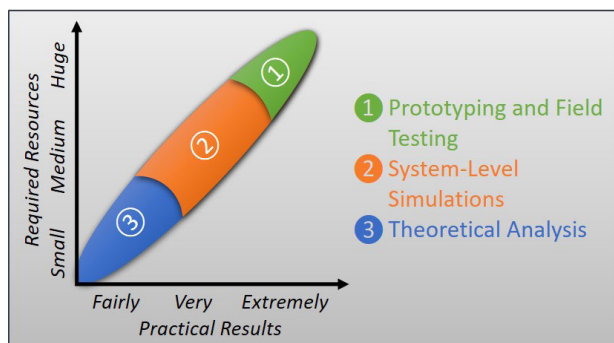 Required Resources
Small Medium Huge
1
2
3
Fairly Very Extremely
Practical Results
1 Prototyping and Field
Testing
2 System-Level
Simulations
3 Theoretical Analysis